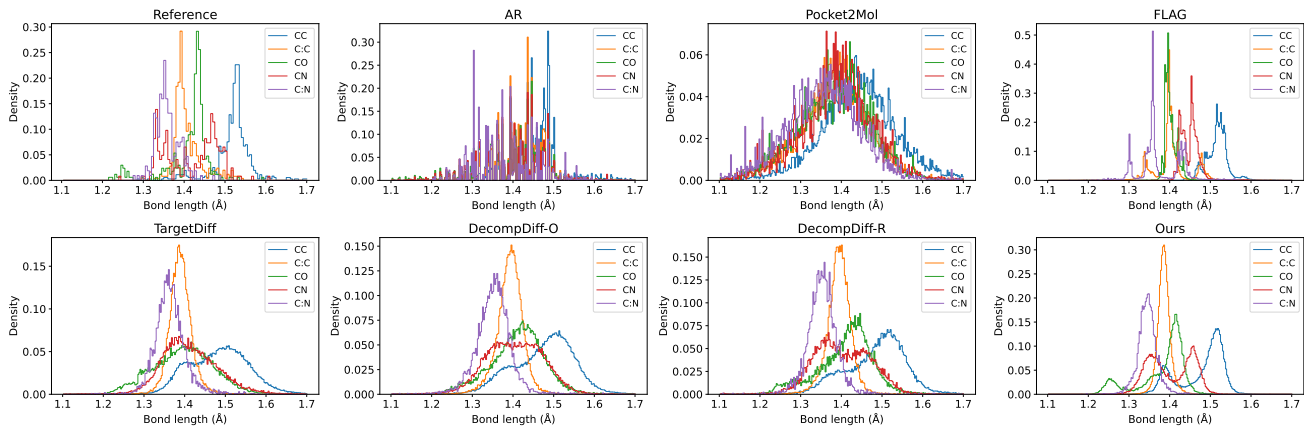 Reference
Density
0.30
0.25
0.20
0.15
0.10
0.05
0.00
1.1 1.2 1.3 1.4 1.5 1.6 1.7
Bond length (Å)
CC
C:C
CO
CN
C:N
AR
Density
0.30
0.25
0.20
0.15
0.10
0.05
0.00
1.1 1.2 1.3 1.4 1.5 1.6 1.7
Bond length (Å)
CC
C:C
CO
CN
C:N
Pocket2Mol
Density
0.06
0.04
0.02
0.00
1.1 1.2 1.3 1.4 1.5 1.6 1.7
Bond length (Å)
CC
C:C
CO
CN
C:N
FLAG
Density
0.5
0.4
0.3
0.2
0.1
0.0
1.1 1.2 1.3 1.4 1.5 1.6 1.7
Bond length (Å)
CC
C:C
CO
CN
C:N
TargetDiff
Density
0.15
0.10
0.05
0.00
1.1 1.2 1.3 1.4 1.5 1.6 1.7
Bond length (Å)
CC
C:C
CO
CN
C:N
DecompDiff-O
Density
0.150
0.125
0.100
0.075
0.050
0.025
0.000
1.1 1.2 1.3 1.4 1.5 1.6 1.7
Bond length (Å)
CC
C:C
CO
CN
C:N
DecompDiff-R
Density
0.150
0.125
0.100
0.075
0.050
0.025
0.000
1.1 1.2 1.3 1.4 1.5 1.6 1.7
Bond length (Å)
CC
C:C
CO
CN
C:N
Ours
Density
0.30
0.25
0.20
0.15
0.10
0.05
0.00
1.1 1.2 1.3 1.4 1.5 1.6 1.7
Bond length (Å)
CC
C:C
CO
CN
C:N